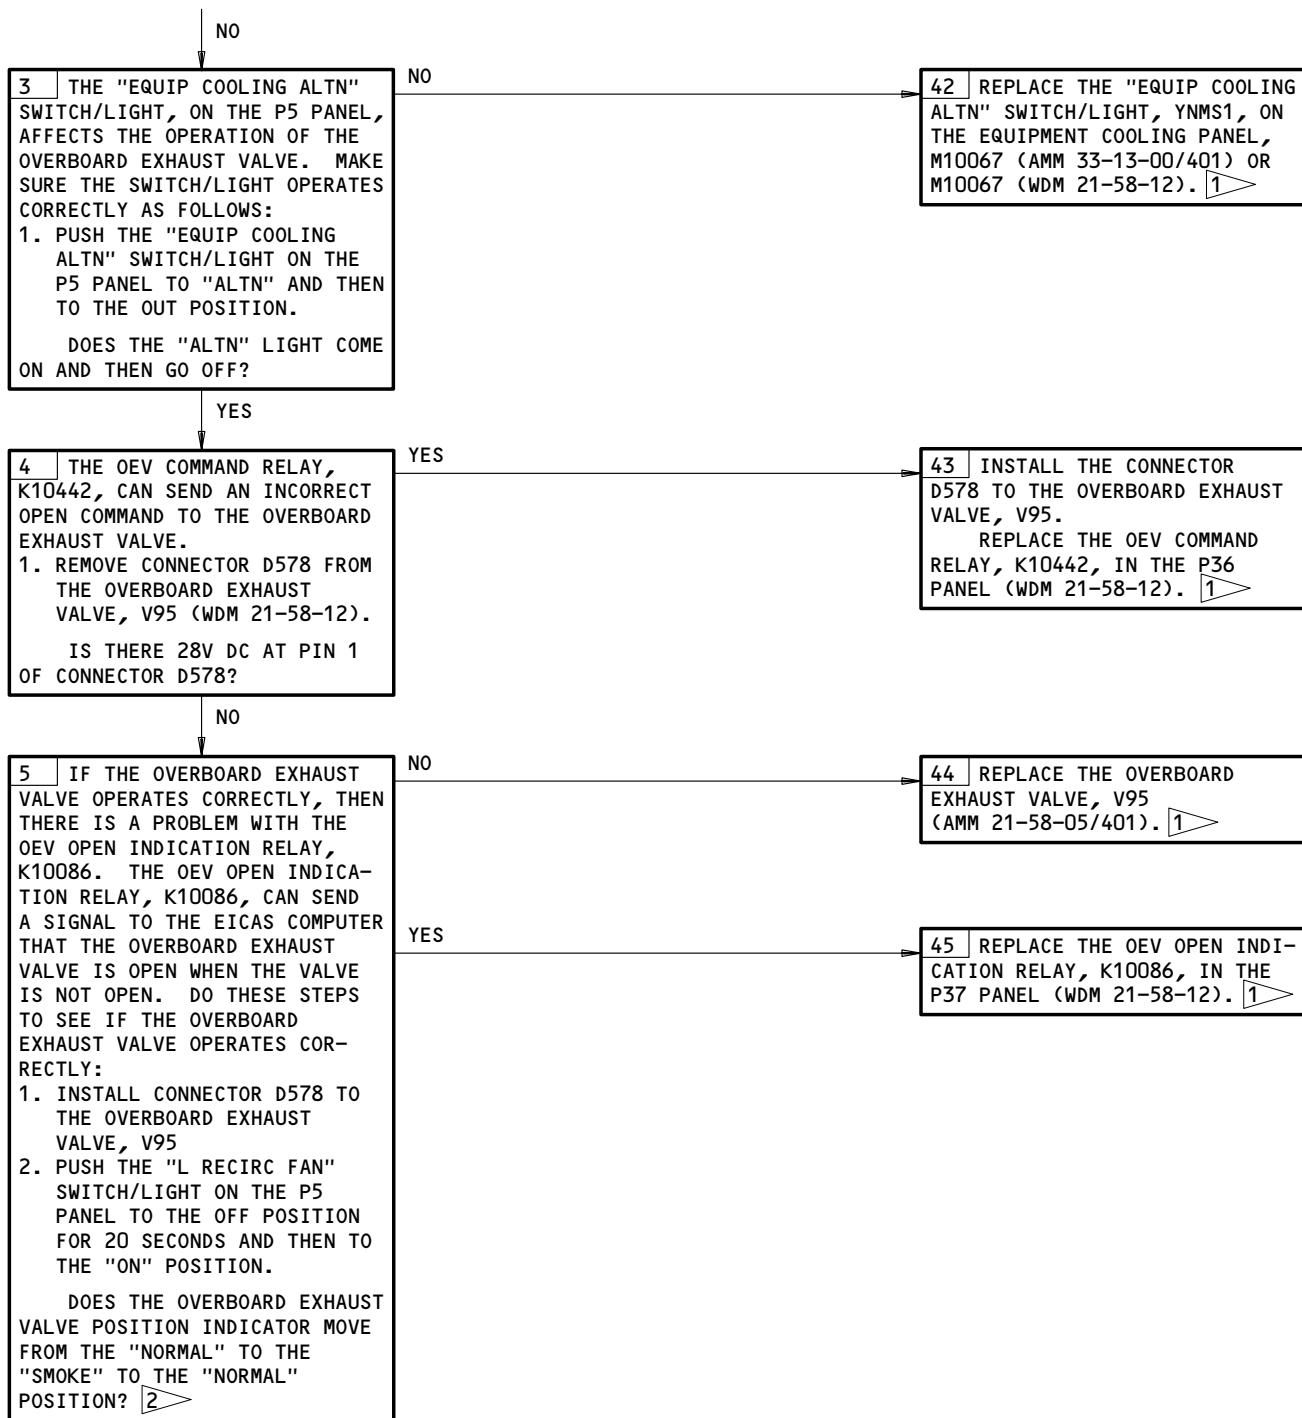 NO
3 THE "EQUIP COOLING ALTN"
SWITCH/LIGHT, ON THE P5 PANEL,
AFFECTS THE OPERATION OF THE
OVERBOARD EXHAUST VALVE. MAKE
SURE THE SWITCH/LIGHT OPERATES
CORRECTLY AS FOLLOWS:
1. PUSH THE "EQUIP COOLING
ALTN" SWITCH/LIGHT ON THE
P5 PANEL TO "ALTN" AND THEN
TO THE OUT POSITION.
DOES THE "ALTN" LIGHT COME
ON AND THEN GO OFF?
NO
42 REPLACE THE "EQUIP COOLING
ALTN" SWITCH/LIGHT, YNMS1, ON
THE EQUIPMENT COOLING PANEL,
M10067 (AMM 33-13-00/401) OR
M10067 (WDM 21-58-12). 1
YES
4 THE OEV COMMAND RELAY,
K10442, CAN SEND AN INCORRECT
OPEN COMMAND TO THE OVERBOARD
EXHAUST VALVE.
1. REMOVE CONNECTOR D578 FROM
THE OVERBOARD EXHAUST
VALVE, V95 (WDM 21-58-12).
IS THERE 28V DC AT PIN 1
OF CONNECTOR D578?
YES
43 INSTALL THE CONNECTOR
D578 TO THE OVERBOARD EXHAUST
VALVE, V95.
REPLACE THE OEV COMMAND
RELAY, K10442, IN THE P36
PANEL (WDM 21-58-12). 1
NO
5 IF THE OVERBOARD EXHAUST
VALVE OPERATES CORRECTLY, THEN
THERE IS A PROBLEM WITH THE
OEV OPEN INDICATION RELAY,
K10086. THE OEV OPEN INDICA-
TION RELAY, K10086, CAN SEND
A SIGNAL TO THE EICAS COMPUTER
THAT THE OVERBOARD EXHAUST
VALVE IS OPEN WHEN THE VALVE
IS NOT OPEN. DO THESE STEPS
TO SEE IF THE OVERBOARD
EXHAUST VALVE OPERATES COR-
RECTLY:
1. INSTALL CONNECTOR D578 TO
THE OVERBOARD EXHAUST
VALVE, V95
2. PUSH THE "L RECIRC FAN"
SWITCH/LIGHT ON THE P5
PANEL TO THE OFF POSITION
FOR 20 SECONDS AND THEN TO
THE "ON" POSITION.
DOES THE OVERBOARD EXHAUST
VALVE POSITION INDICATOR MOVE
FROM THE "NORMAL" TO THE
"SMOKE" TO THE "NORMAL"
POSITION? 2
NO
44 REPLACE THE OVERBOARD
EXHAUST VALVE, V95
(AMM 21-58-05/401). 1
YES
45 REPLACE THE OEV OPEN INDI-
CATION RELAY, K10086, IN THE
P37 PANEL (WDM 21-58-12). 1